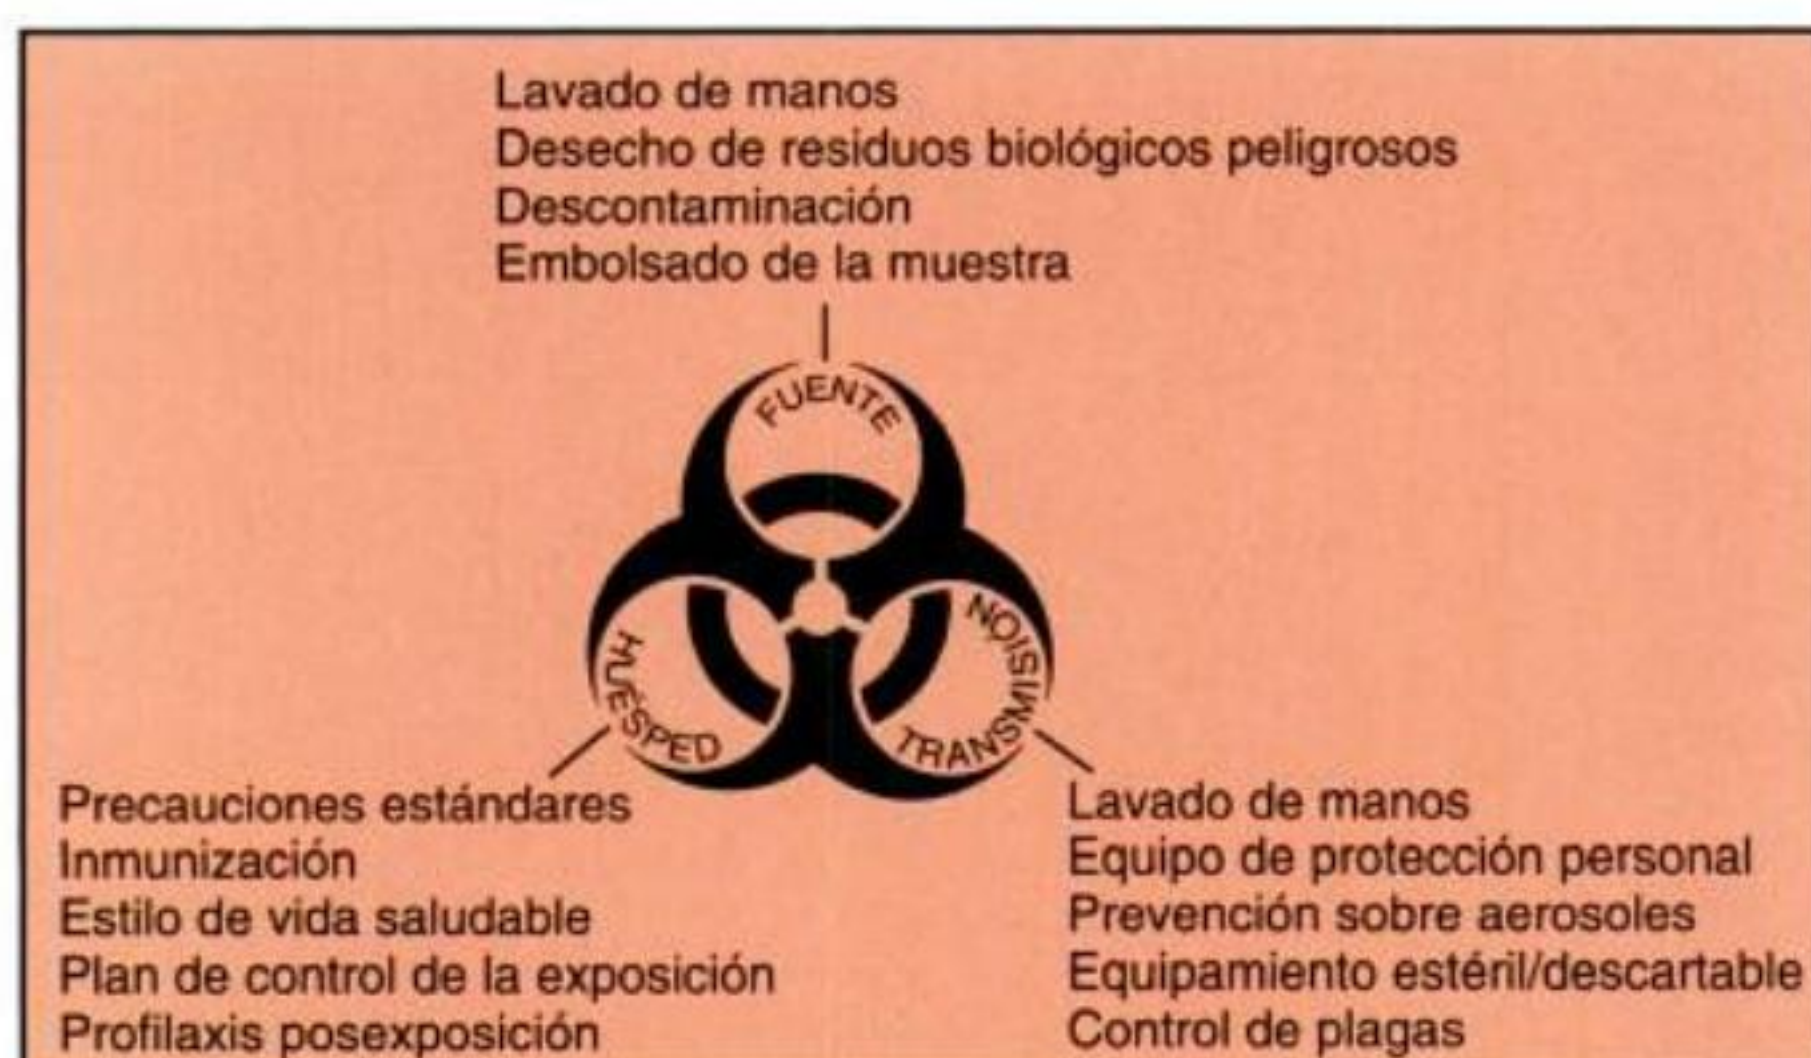 Lavado de manos
Desecho de residuos biológicos peligrosos
Descontaminación
Embolsado de la muestra
FUENTE
HUÉSPED
TRANSMISIÓN
Precauciones estándares
Inmunización
Estilo de vida saludable
Plan de control de la exposición
Profilaxis posexposición
Lavado de manos
Equipo de protección personal
Prevención sobre aerosoles
Equipamiento estéril/descartable
Control de plagas